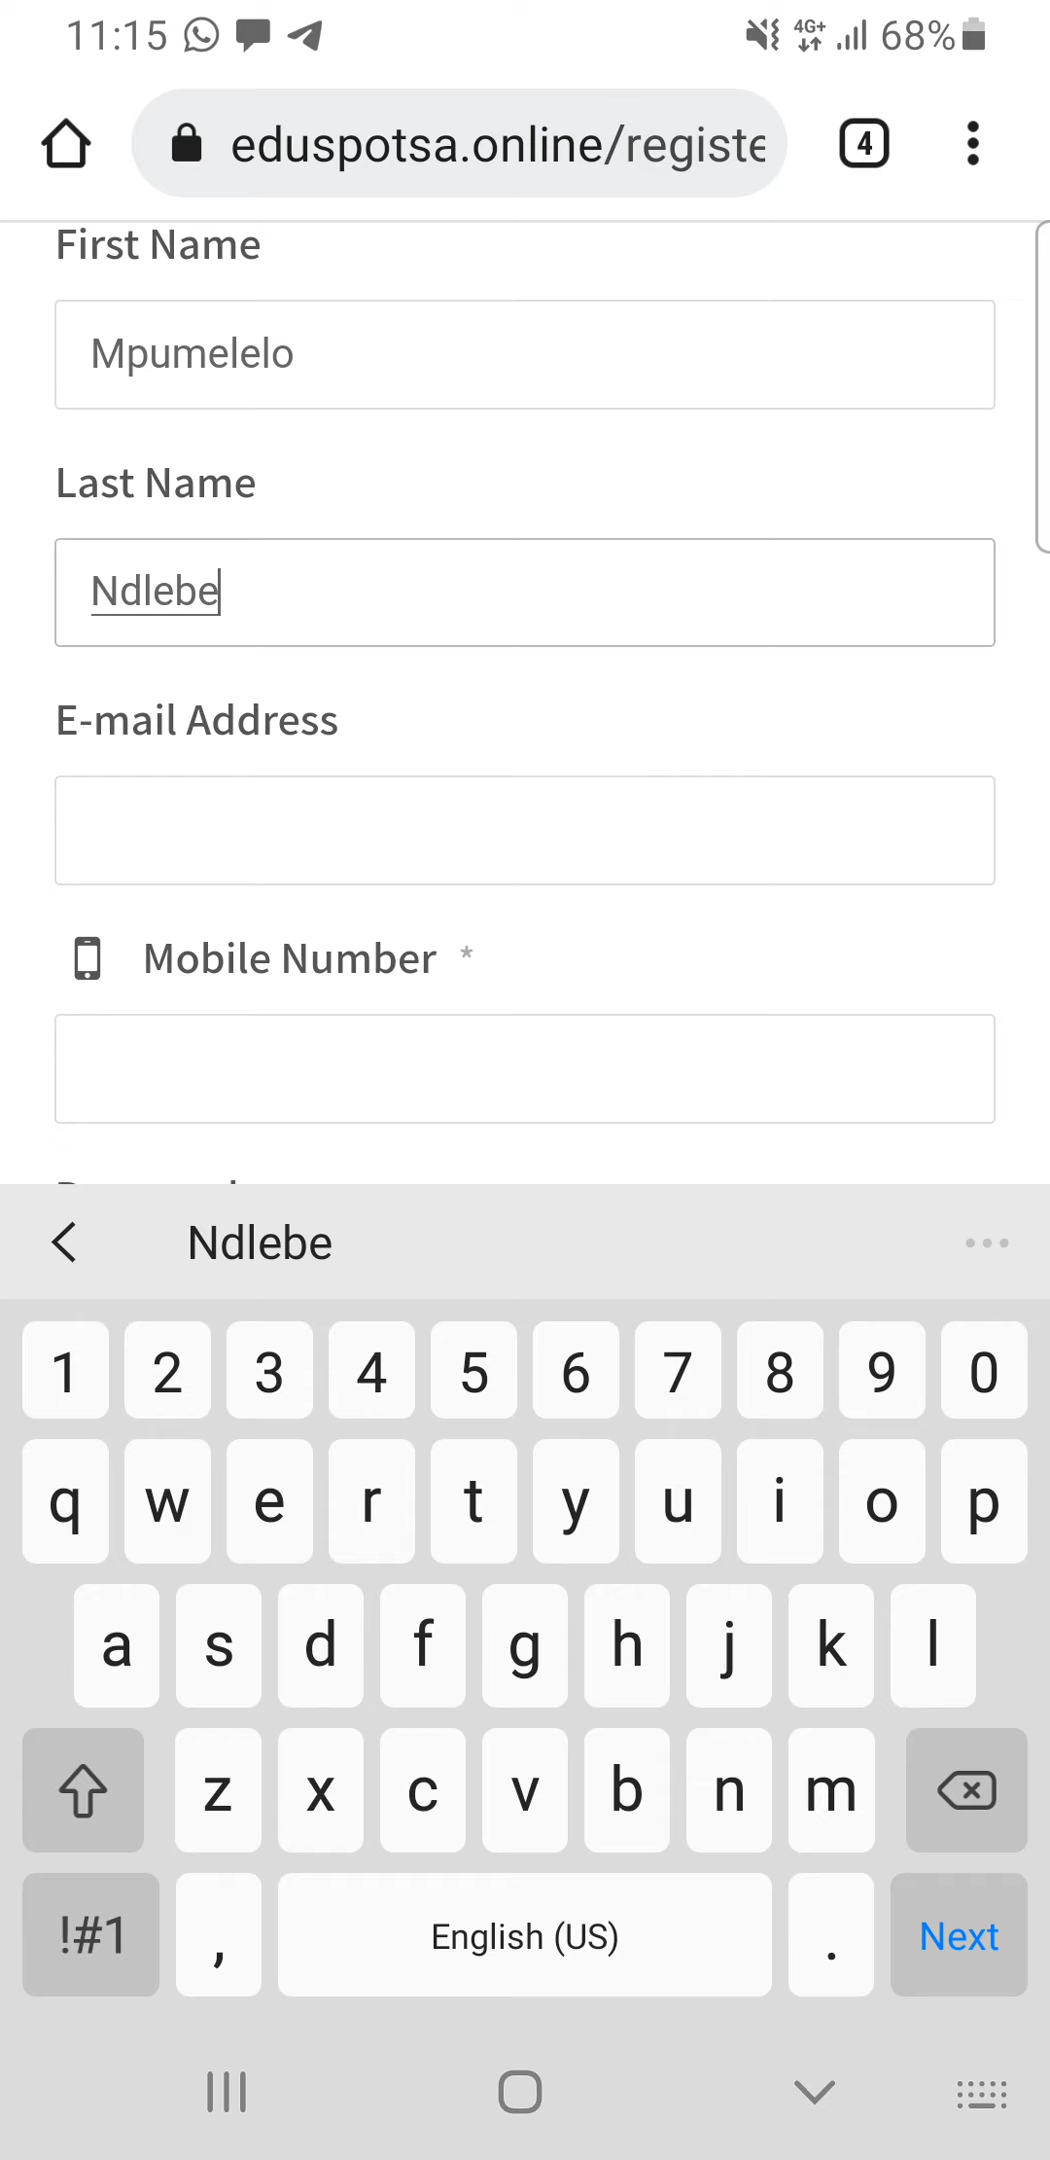 11:15 4G+ 68%
eduspotsa.online/registe 4
First Name
Mpumelelo
Last Name
Ndlebe
E-mail Address
Mobile Number *
Ndlebe
1 2 3 4 5 6 7 8 9 0
q w e r t y u i o p
a s d f g h j k l
z x c v b n m
!#1 , English (US) . Next